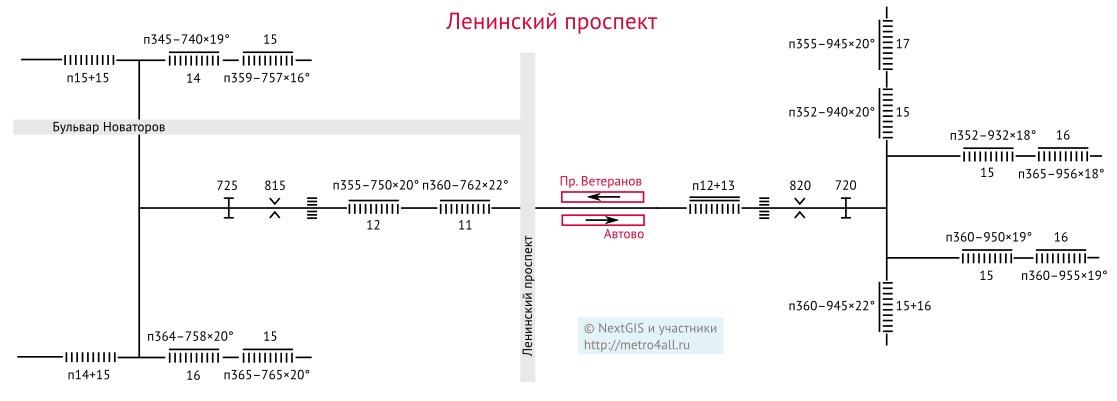 Ленинский проспект
п345–740×19°
15
п15+15
14
п359–757×16°
Бульвар Новаторов
725
815
п355–750×20°
п360–762×22°
12
11
Пр. Ветеранов
Автово
п12+13
820
720
п355–945×20°
17
п352–940×20°
15
п352–932×18°
16
15
п365–956×18°
п360–950×19°
16
15
п360–955×19°
п360–945×22°
15+16
Ленинский проспект
п364–758×20°
15
п14+15
16
п365–765×20°
© NextGIS и участники
http://metro4all.ru